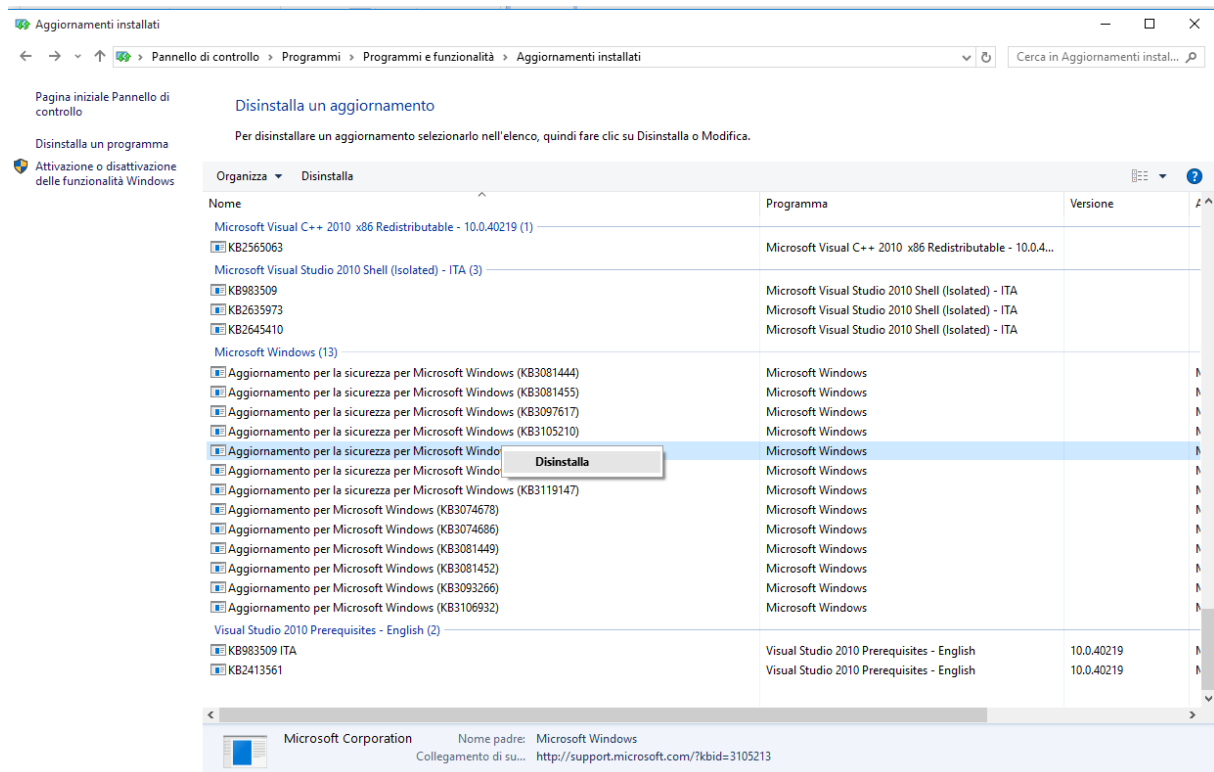 Aggiornamenti installati
Pannello di controllo > Programmi > Programmi e funzionalità > Aggiornamenti installati
Cerca in Aggiornamenti instal...
Pagina iniziale Pannello di
controllo
Disinstalla un programma
Attivazione o disattivazione
delle funzionalità Windows
Disinstalla un aggiornamento
Per disinstallare un aggiornamento selezionarlo nell'elenco, quindi fare clic su Disinstalla o Modifica.
Organizza Disinstalla
Nome Programma Versione
Microsoft Visual C++ 2010 x86 Redistributable - 10.0.40219 (1)
KB2565063 Microsoft Visual C++ 2010 x86 Redistributable - 10.0.4...
Microsoft Visual Studio 2010 Shell (Isolated) - ITA (3)
KB983509 Microsoft Visual Studio 2010 Shell (Isolated) - ITA
KB2635973 Microsoft Visual Studio 2010 Shell (Isolated) - ITA
KB2645410 Microsoft Visual Studio 2010 Shell (Isolated) - ITA
Microsoft Windows (13)
Aggiornamento per la sicurezza per Microsoft Windows (KB3081444) Microsoft Windows
Aggiornamento per la sicurezza per Microsoft Windows (KB3081455) Microsoft Windows
Aggiornamento per la sicurezza per Microsoft Windows (KB3097617) Microsoft Windows
Aggiornamento per la sicurezza per Microsoft Windows (KB3105210) Microsoft Windows
Aggiornamento per la sicurezza per Microsoft Windo Microsoft Windows
Disinstalla
Aggiornamento per la sicurezza per Microsoft Windo Microsoft Windows
Aggiornamento per la sicurezza per Microsoft Windows (KB3119147) Microsoft Windows
Aggiornamento per Microsoft Windows (KB3074678) Microsoft Windows
Aggiornamento per Microsoft Windows (KB3074686) Microsoft Windows
Aggiornamento per Microsoft Windows (KB3081449) Microsoft Windows
Aggiornamento per Microsoft Windows (KB3081452) Microsoft Windows
Aggiornamento per Microsoft Windows (KB3093266) Microsoft Windows
Aggiornamento per Microsoft Windows (KB3106932) Microsoft Windows
Visual Studio 2010 Prerequisites - English (2)
KB983509 ITA Visual Studio 2010 Prerequisites - English 10.0.40219
KB2413561 Visual Studio 2010 Prerequisites - English 10.0.40219
Microsoft Corporation Nome padre: Microsoft Windows
Collegamento di su... http://support.microsoft.com/?kbid=3105213